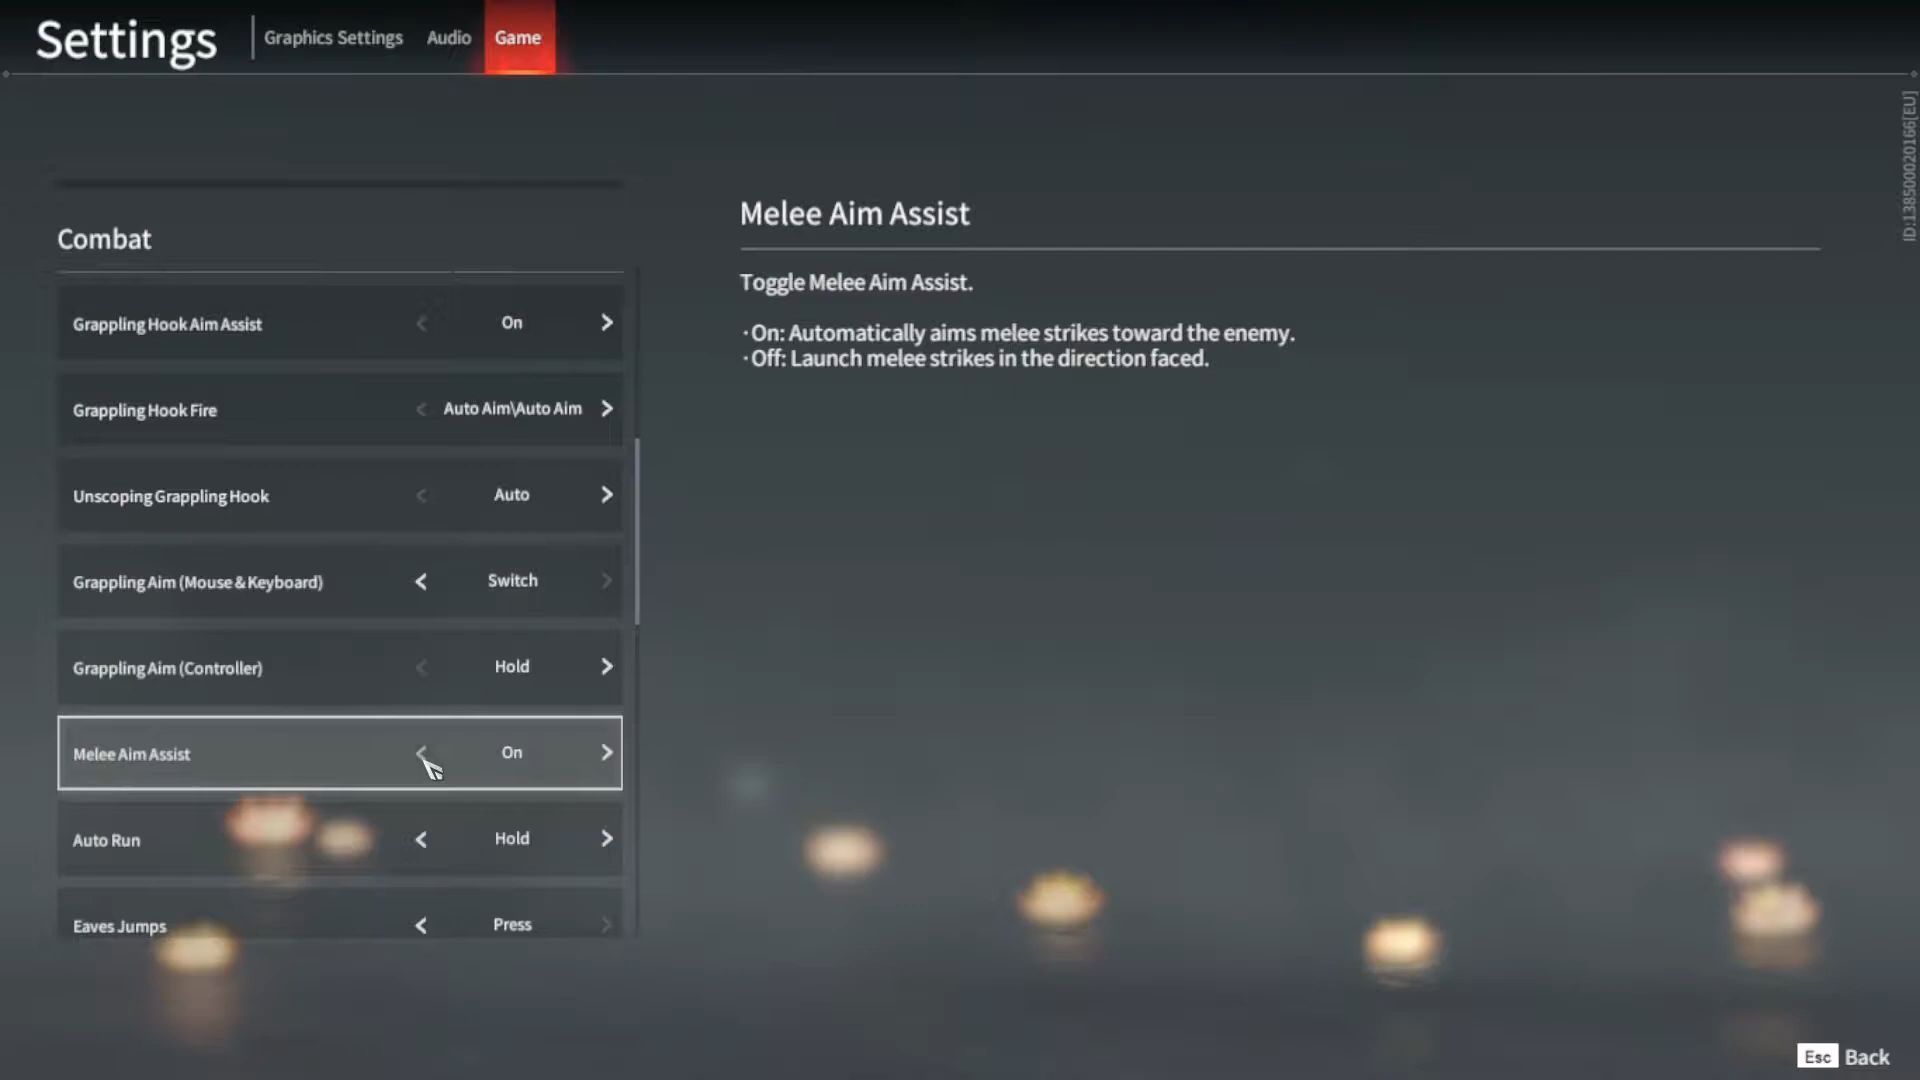 Settings
Graphics Settings
Audio
Game
ID:1385000020166[EU]
Combat
Grappling Hook Aim Assist
On
Grappling Hook Fire
Auto Aim\Auto Aim
Unscoping Grappling Hook
Auto
Grappling Aim (Mouse & Keyboard)
Switch
Grappling Aim (Controller)
Hold
Melee Aim Assist
On
Auto Run
Hold
Eaves Jumps
Press
Melee Aim Assist
Toggle Melee Aim Assist.
·On: Automatically aims melee strikes toward the enemy.
·Off: Launch melee strikes in the direction faced.
Esc Back